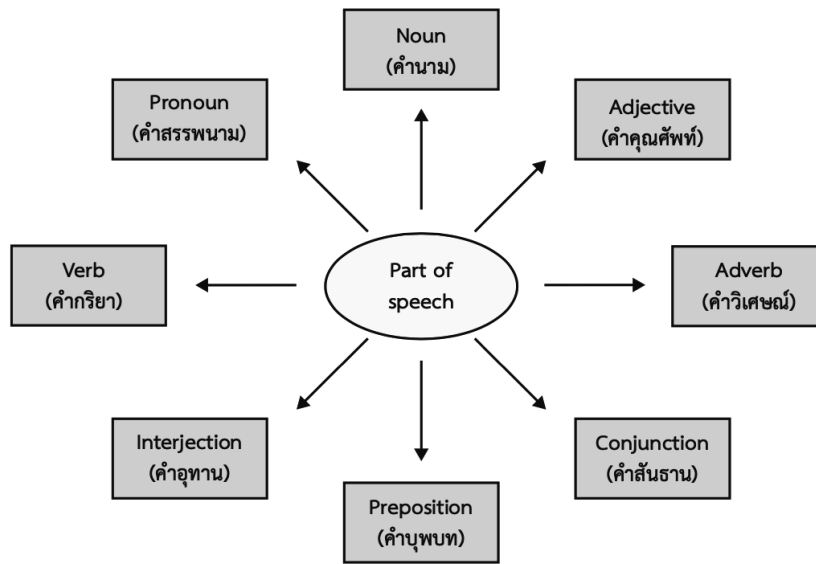 Noun
(คำนาม)
Pronoun
(คำสรรพนาม)
Adjective
(คำคุณศัพท์)
Verb
(คำกริยา)
Part of
speech
Adverb
(คำวิเศษณ์)
Interjection
(คำอุทาน)
Conjunction
(คำสันธาน)
Preposition
(คำบุพบท)